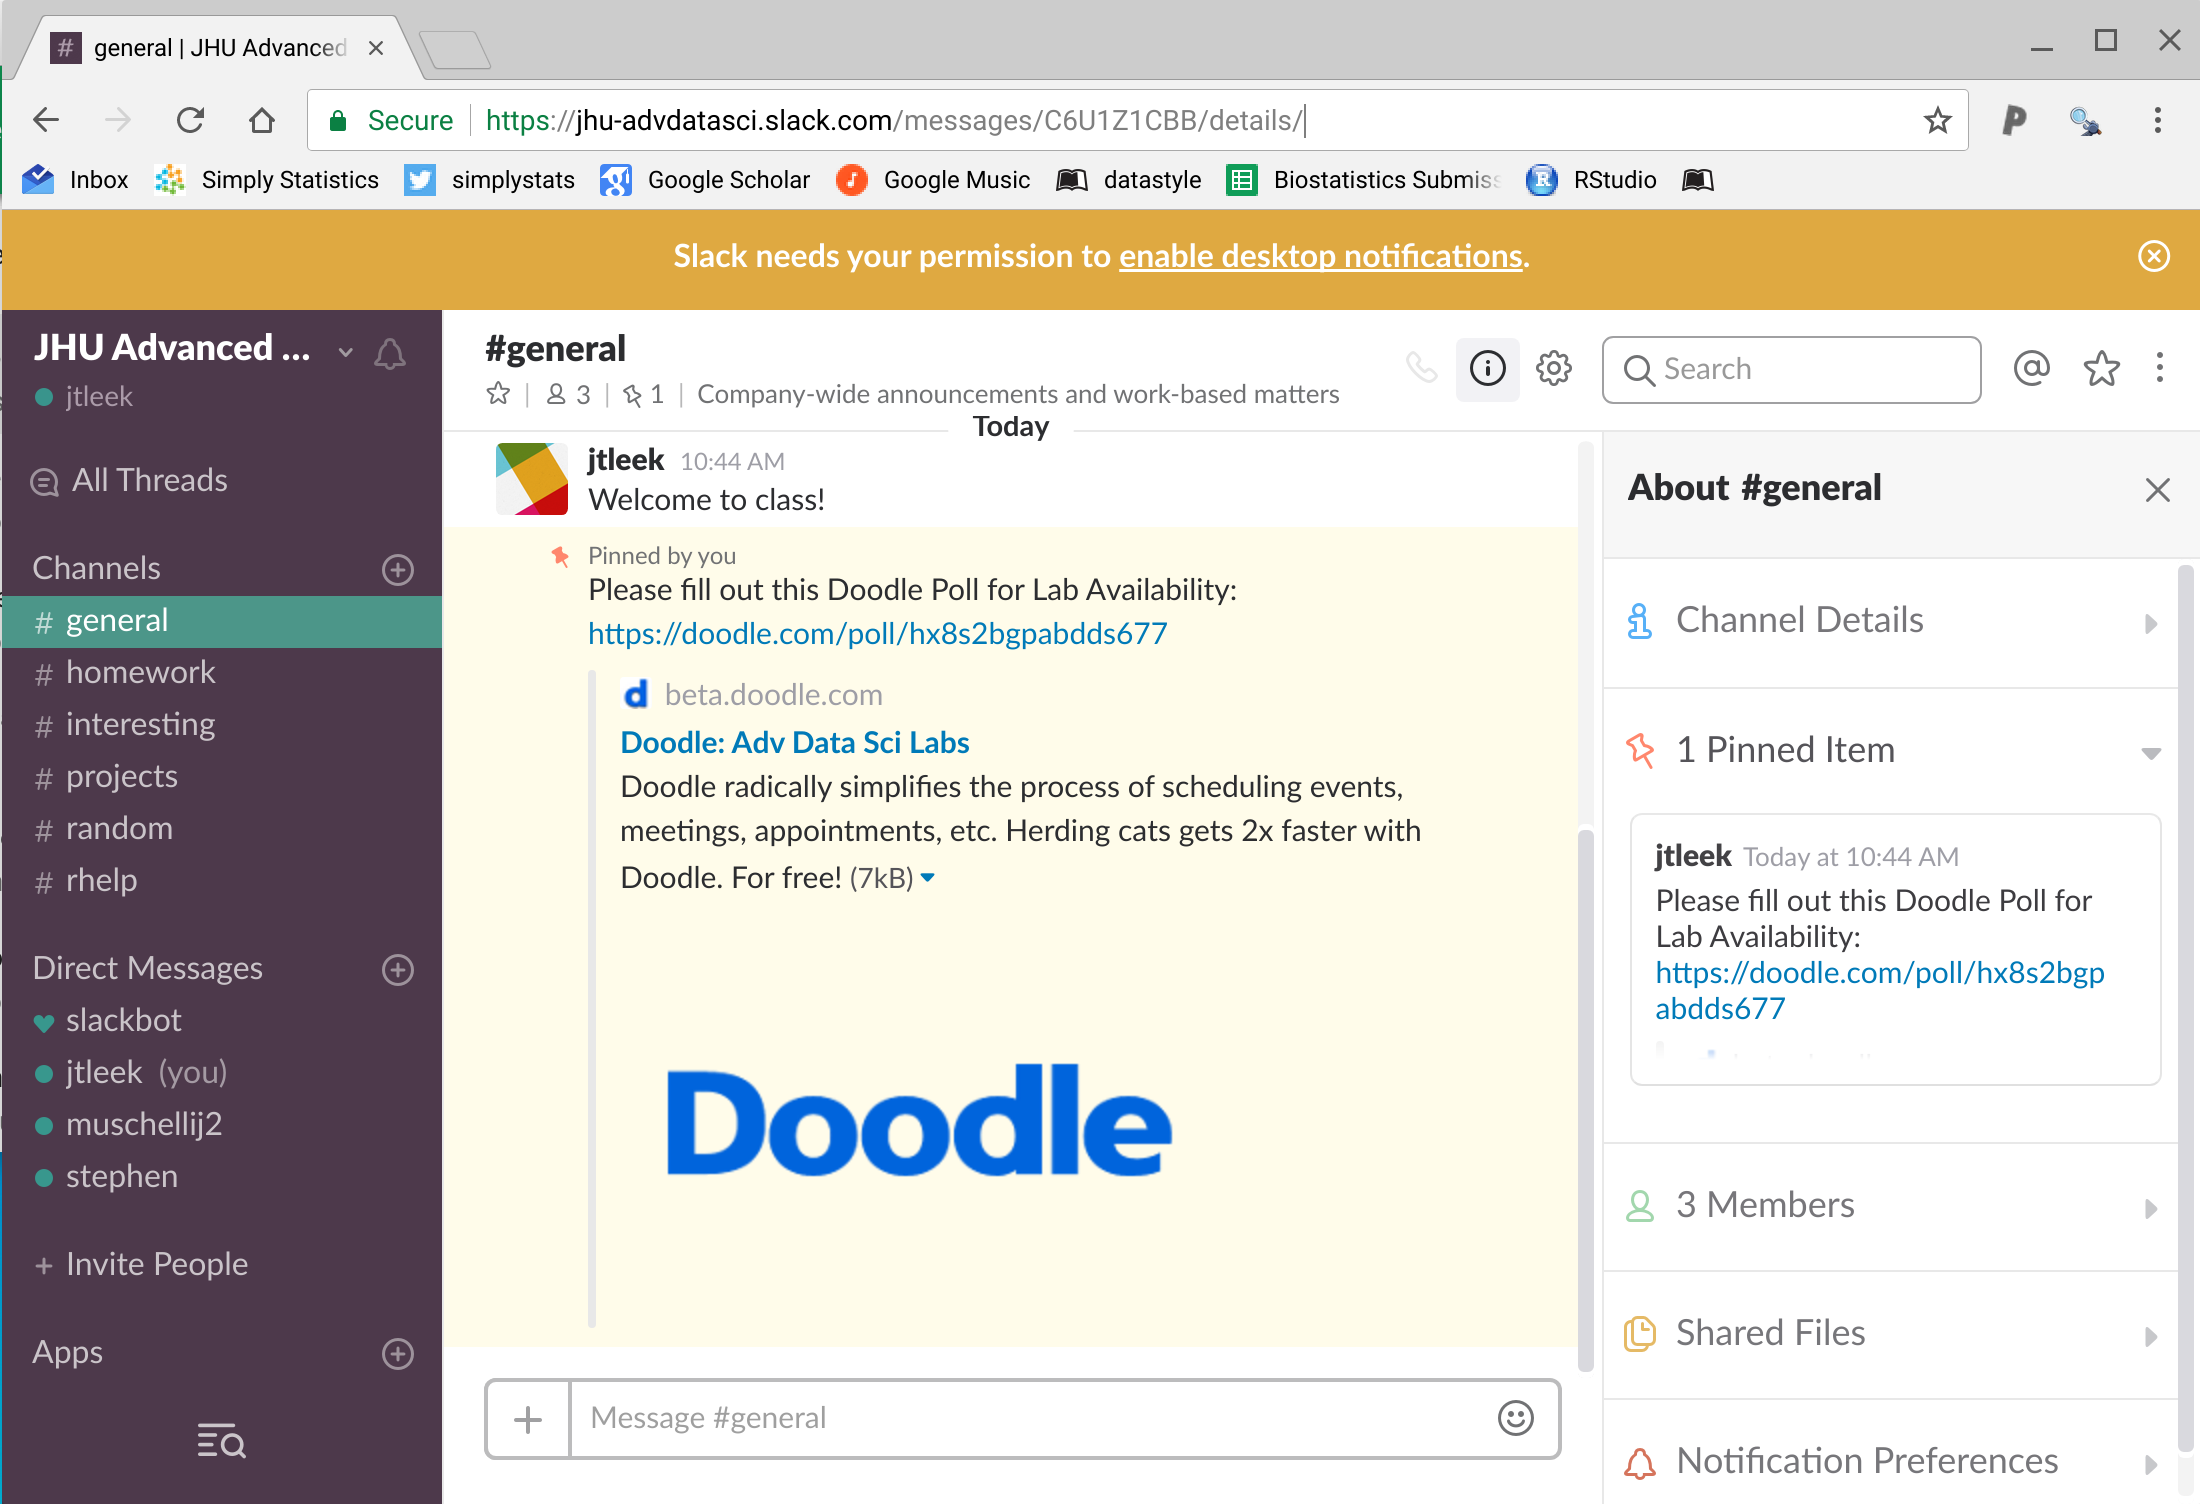 # general | JHU Advanced
Secure https://jhu-advdatasci.slack.com/messages/C6U1Z1CBB/details/
Inbox Simply Statistics simplystats Google Scholar Google Music datastyle Biostatistics Submiss RStudio
Slack needs your permission to enable desktop notifications.
JHU Advanced ...
jtleek
All Threads
Channels
# general
# homework
# interesting
# projects
# random
# rhelp
Direct Messages
slackbot
jtleek (you)
muschellij2
stephen
+ Invite People
Apps
#general
3 | 1 | Company-wide announcements and work-based matters
Search
Today
jtleek 10:44 AM
Welcome to class!
Pinned by you
Please fill out this Doodle Poll for Lab Availability:
https://doodle.com/poll/hx8s2bgpabdds677
d beta.doodle.com
Doodle: Adv Data Sci Labs
Doodle radically simplifies the process of scheduling events,
meetings, appointments, etc. Herding cats gets 2x faster with
Doodle. For free! (7kB)
Doodle
Message #general
About #general
Channel Details
1 Pinned Item
jtleek Today at 10:44 AM
Please fill out this Doodle Poll for
Lab Availability:
https://doodle.com/poll/hx8s2bgp
abdds677
3 Members
Shared Files
Notification Preferences